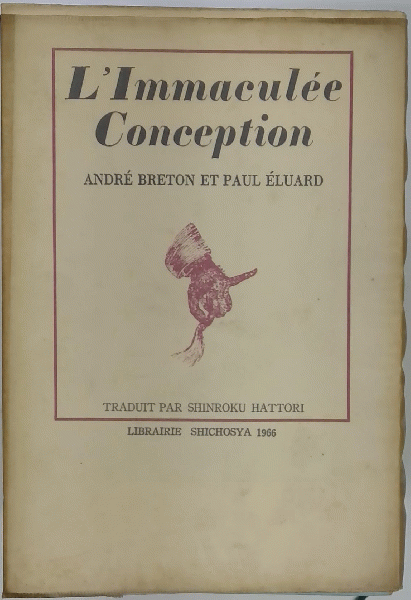 L'Immaculée
Conception
ANDRÉ BRETON ET PAUL ÉLUARD
TRADUIT PAR SHINROKU HATTORI
LIBRAIRIE SHICHOSYA 1966